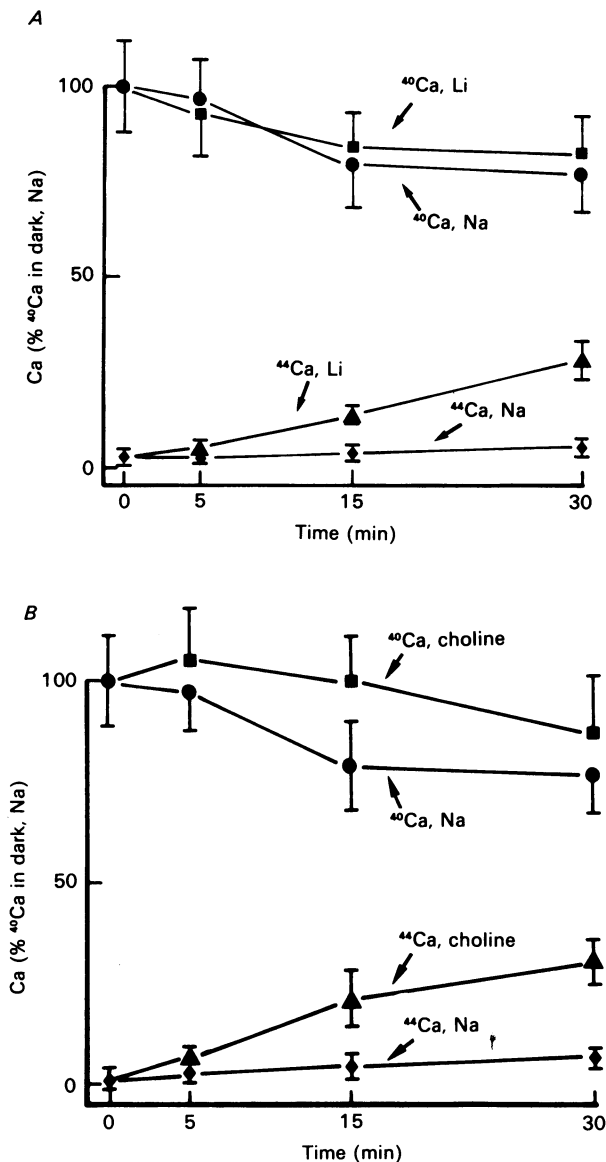 A
100
50
0
Ca (% ⁴⁰Ca in dark, Na)
⁴⁰Ca, Li
⁴⁰Ca, Na
⁴⁴Ca, Li
⁴⁴Ca, Na
0 5 15 30
Time (min)
B
100
50
0
Ca (% ⁴⁰Ca in dark, Na)
⁴⁰Ca, choline
⁴⁰Ca, Na
⁴⁴Ca, choline
⁴⁴Ca, Na
0 5 15 30
Time (min)